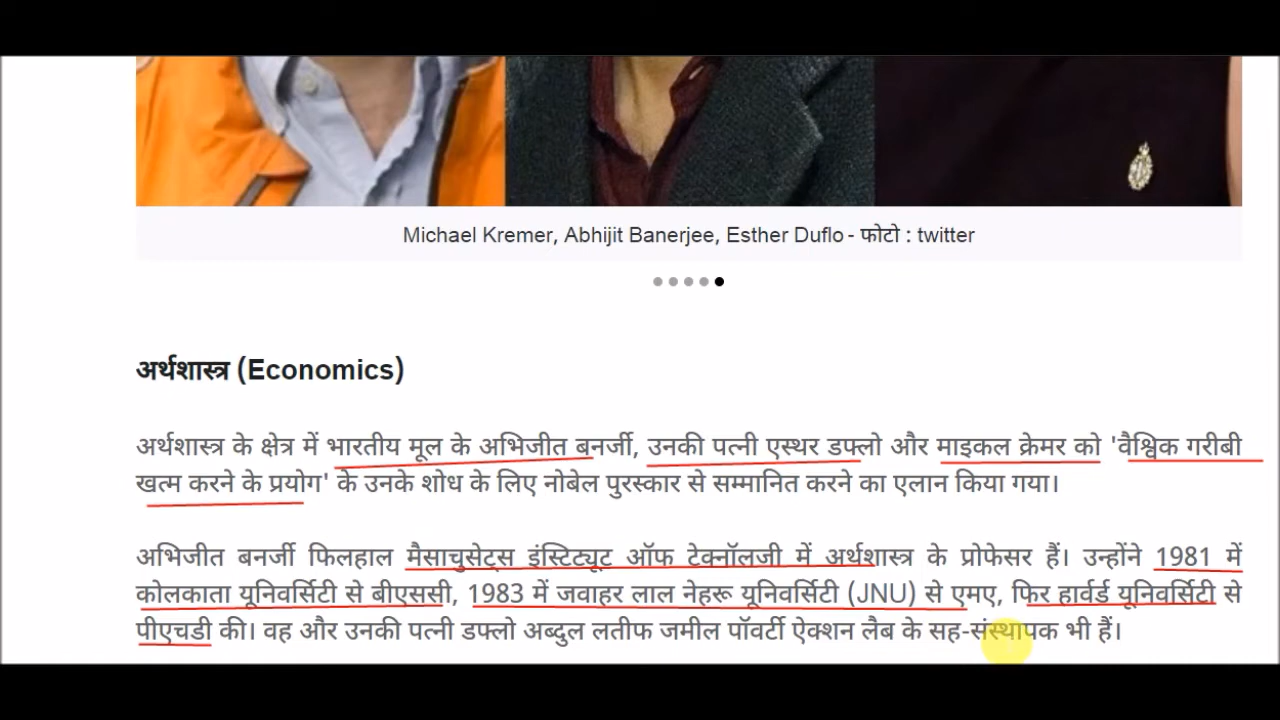 Michael Kremer, Abhijit Banerjee, Esther Duflo - फोटो : twitter
अर्थशास्त्र (Economics)
अर्थशास्त्र के क्षेत्र में भारतीय मूल के अभिजीत बनर्जी, उनकी पत्नी एस्थर डफ्लो और माइकल क्रेमर को 'वैश्विक गरीबी
खत्म करने के प्रयोग' के उनके शोध के लिए नोबेल पुरस्कार से सम्मानित करने का एलान किया गया।
अभिजीत बनर्जी फिलहाल मैसाचुसेट्स इंस्टिट्यूट ऑफ टेक्नॉलजी में अर्थशास्त्र के प्रोफेसर हैं। उन्होंने 1981 में
कोलकाता यूनिवर्सिटी से बीएससी, 1983 में जवाहर लाल नेहरू यूनिवर्सिटी (JNU) से एमए, फिर हार्वर्ड यूनिवर्सिटी से
पीएचडी की। वह और उनकी पत्नी डफ्लो अब्दुल लतीफ जमील पॉवर्टी ऐक्शन लैब के सह-संस्थापक भी हैं।